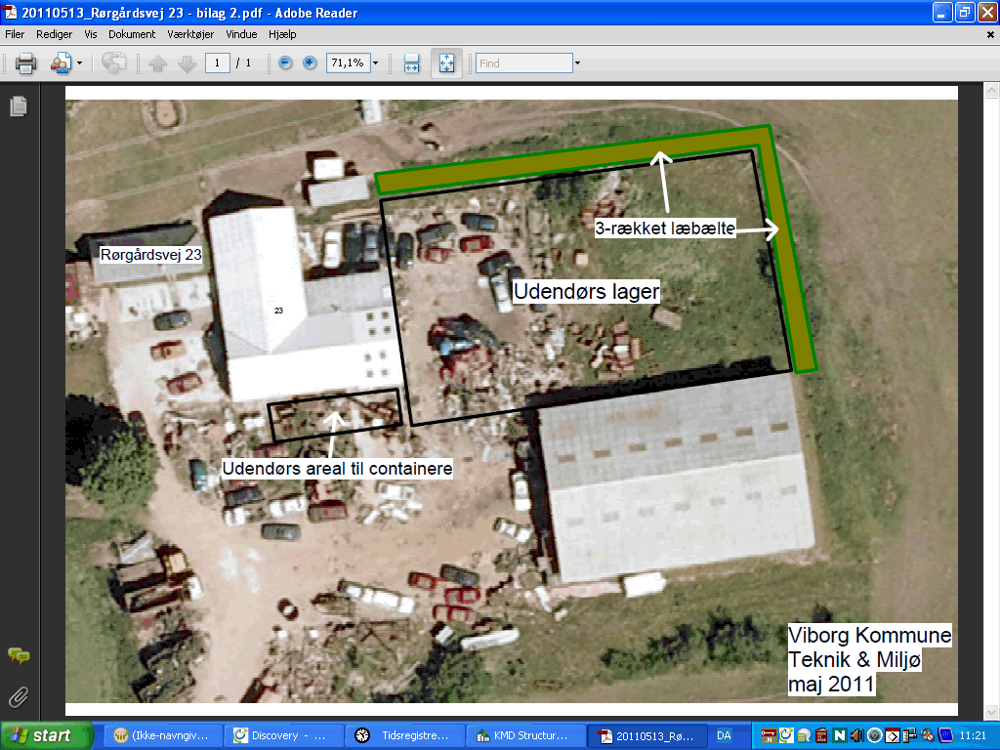 20110513_Rørgårdsvej 23 - bilag 2.pdf - Adobe Reader
Filer Rediger Vis Dokument Værktøjer Vindue Hjælp
1 / 1 71,1% Find
3-rækket læbælte
Rørgårdsvej 23
Udendørs lager
23
Udendørs areal til containere
Viborg Kommune
Teknik & Miljø
maj 2011
start (Ikke-navngiv... Discovery - ... Tidsregistre... KMD Structur... 20110513_Rø... DA 11:21